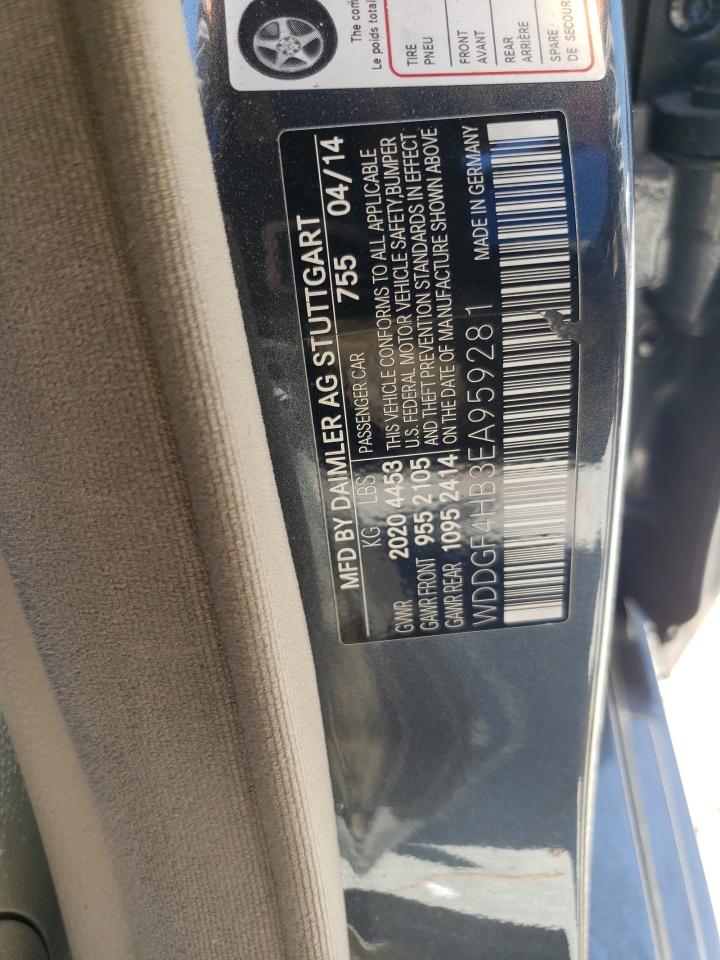 The com
Le poids total
TIRE
PNEU
FRONT
AVANT
REAR
ARRIÈRE
SPARE
DE SECOURS
MFD BY DAIMLER AG STUTTGART
KG LBS PASSENGER CAR 755 04/14
GVWR 2020 4453 THIS VEHICLE CONFORMS TO ALL APPLICABLE
GAWR FRONT 955 2105 U.S. FEDERAL MOTOR VEHICLE SAFETY,BUMPER
GAWR REAR 1095 2414 AND THEFT PREVENTION STANDARDS IN EFFECT
ON THE DATE OF MANUFACTURE SHOWN ABOVE
WDDGF4HB3EA959281 MADE IN GERMANY